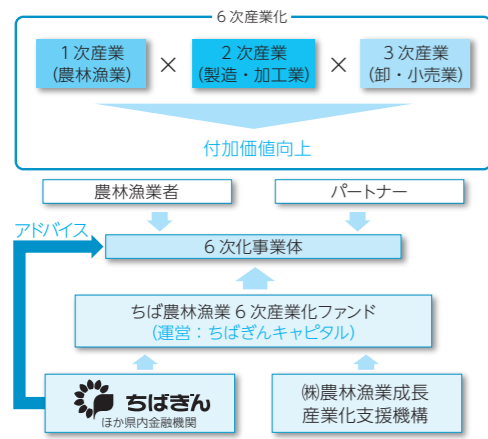 6次産業化
1次産業
(農林漁業)
×
2次産業
(製造・加工業)
×
3次産業
(卸・小売業)
付加価値向上
農林漁業者
パートナー
アドバイス
6次化事業体
ちば農林漁業6次産業化ファンド
(運営:ちばぎんキャピタル)
ちばぎん
ほか県内金融機関
㈱農林漁業成長
産業化支援機構